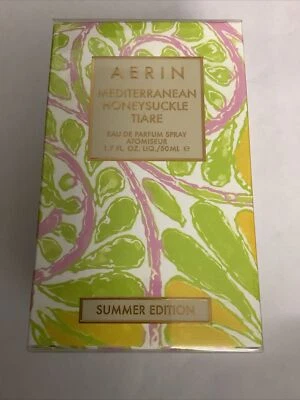 AERIN
MEDITERRANEAN
HONEYSUCKLE
TIARE
EAU DE PARFUM SPRAY
ATOMISEUR
1.7 FL. OZ. LIQ./50ML ℮
SUMMER EDITION